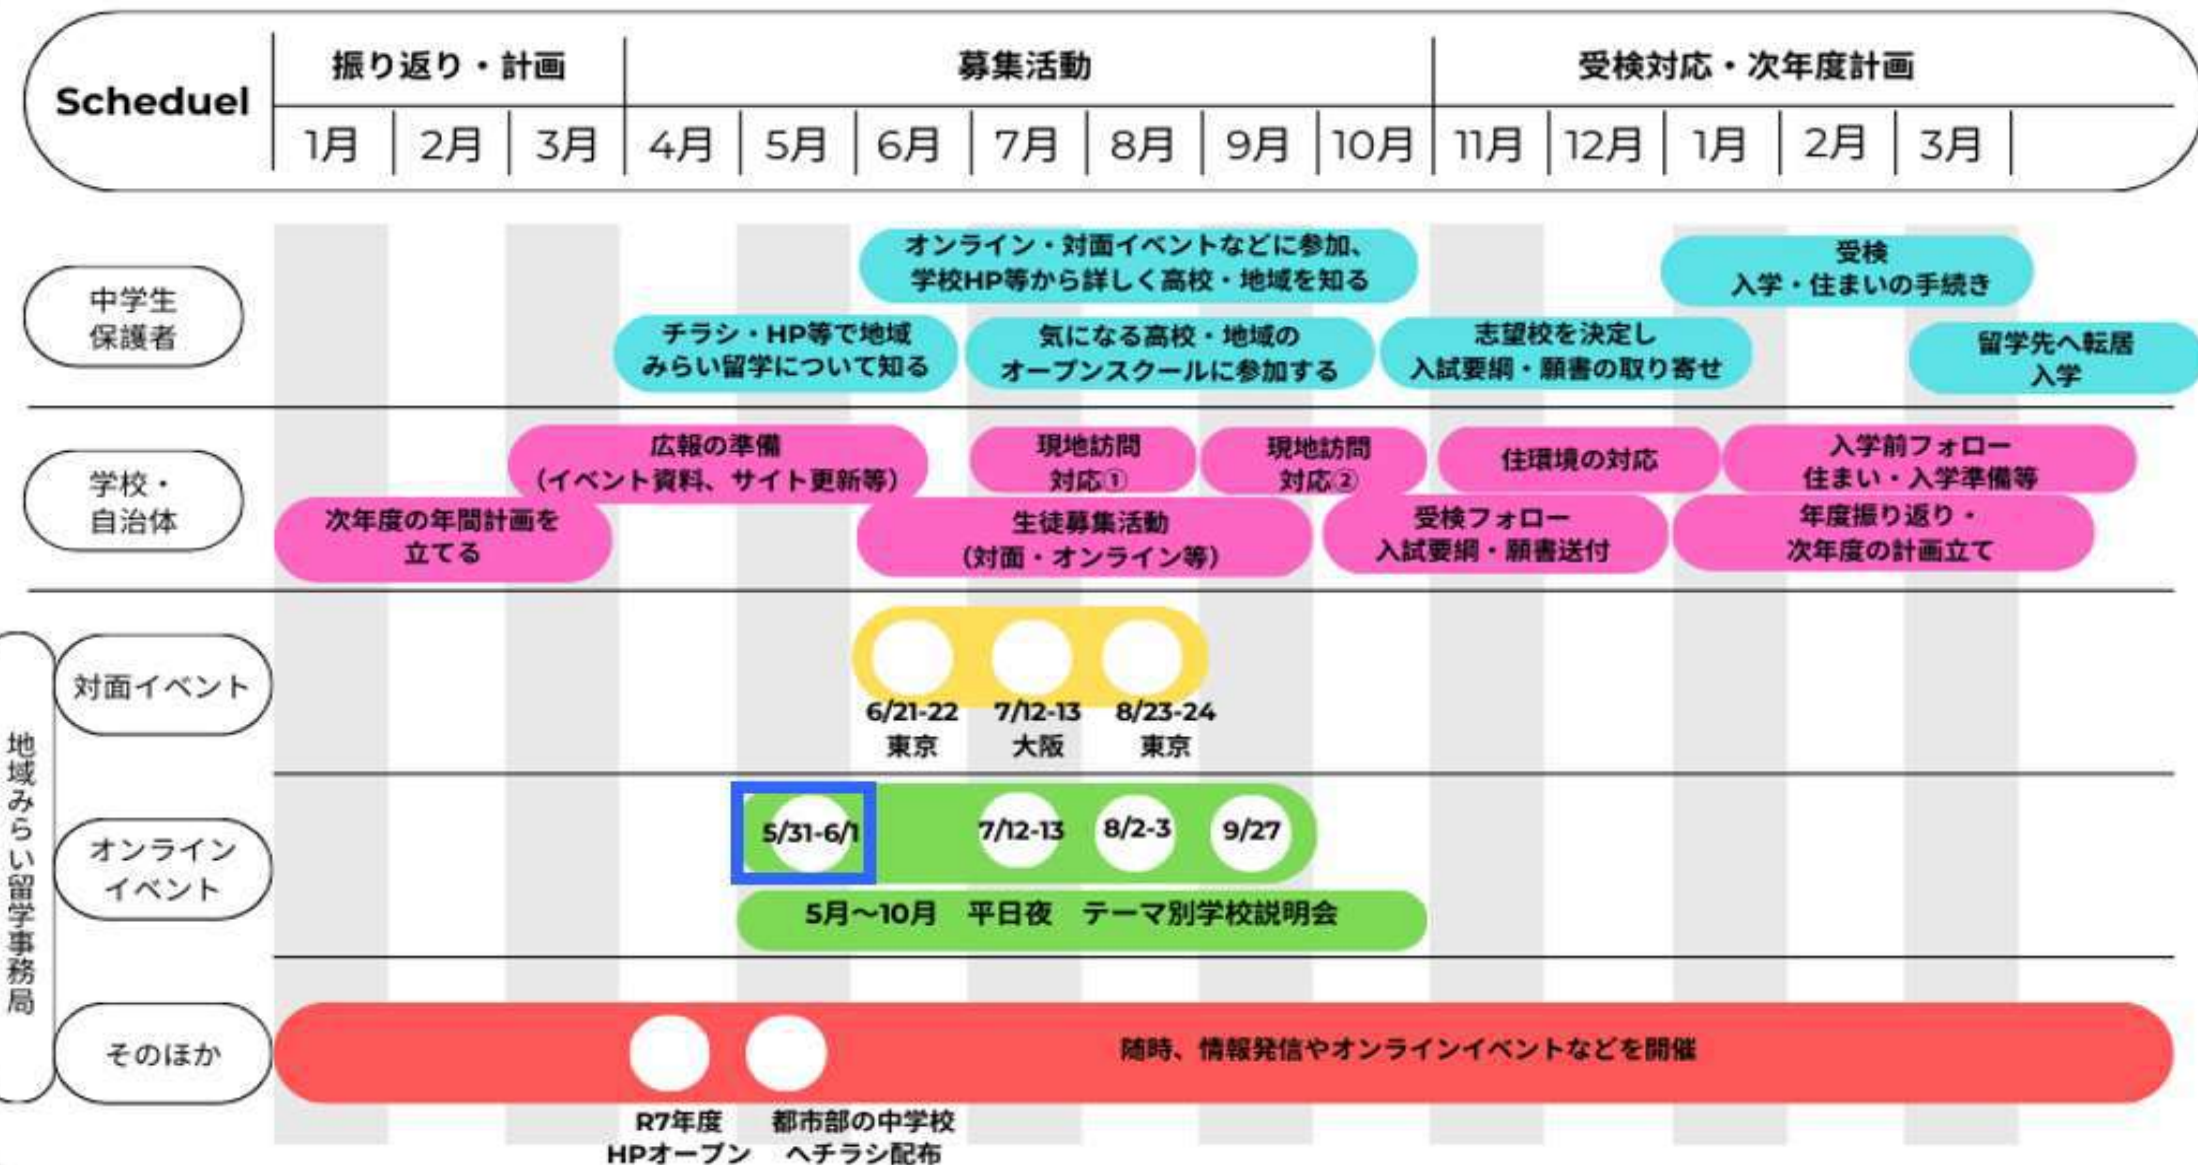 Scheduel
振り返り・計画
募集活動
受検対応・次年度計画
1月 2月 3月 4月 5月 6月 7月 8月 9月 10月 11月 12月 1月 2月 3月
中学生
保護者
オンライン・対面イベントなどに参加、
学校HP等から詳しく高校・地域を知る
受検
入学・住まいの手続き
チラシ・HP等で地域
みらい留学について知る
気になる高校・地域の
オープンスクールに参加する
志望校を決定し
入試要綱・願書の取り寄せ
留学先へ転居
入学
学校・
自治体
広報の準備
（イベント資料、サイト更新等）
現地訪問
対応①
現地訪問
対応②
住環境の対応
入学前フォロー
住まい・入学準備等
次年度の年間計画を
立てる
生徒募集活動
（対面・オンライン等）
受検フォロー
入試要綱・願書送付
年度振り返り・
次年度の計画立て
地域みらい留学事務局
対面イベント
6/21-22
東京
7/12-13
大阪
8/23-24
東京
オンライン
イベント
5/31-6/1
7/12-13
8/2-3
9/27
5月～10月　平日夜　テーマ別学校説明会
そのほか
随時、情報発信やオンラインイベントなどを開催
R7年度
HPオープン
都市部の中学校
へチラシ配布